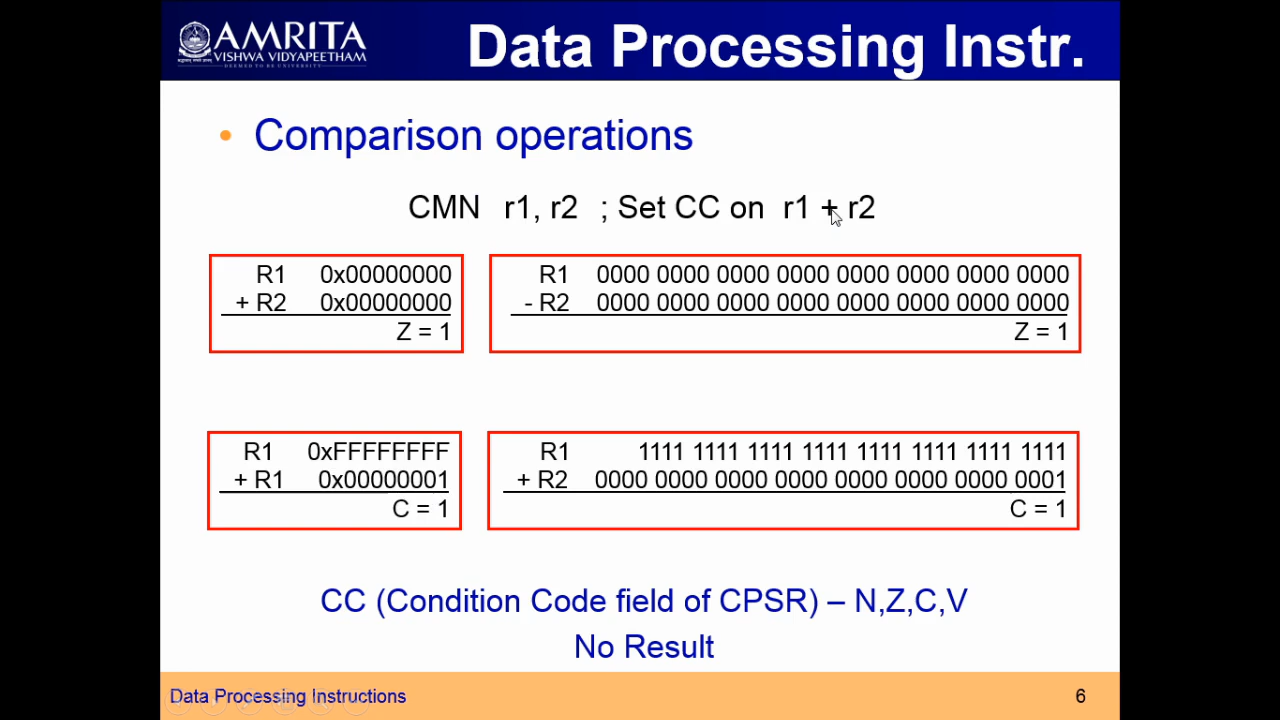 AMRITA
VISHWA VIDYAPEETHAM
DEEMED TO BE UNIVERSITY
Data Processing Instr.
• Comparison operations
CMN r1, r2 ; Set CC on r1 + r2
R1 0x00000000
+ R2 0x00000000
Z = 1
R1 0000 0000 0000 0000 0000 0000 0000 0000
- R2 0000 0000 0000 0000 0000 0000 0000 0000
Z = 1
R1 0xFFFFFFFF
+ R1 0x00000001
C = 1
R1 1111 1111 1111 1111 1111 1111 1111 1111
+ R2 0000 0000 0000 0000 0000 0000 0000 0001
C = 1
CC (Condition Code field of CPSR) – N,Z,C,V
No Result
Data Processing Instructions
6